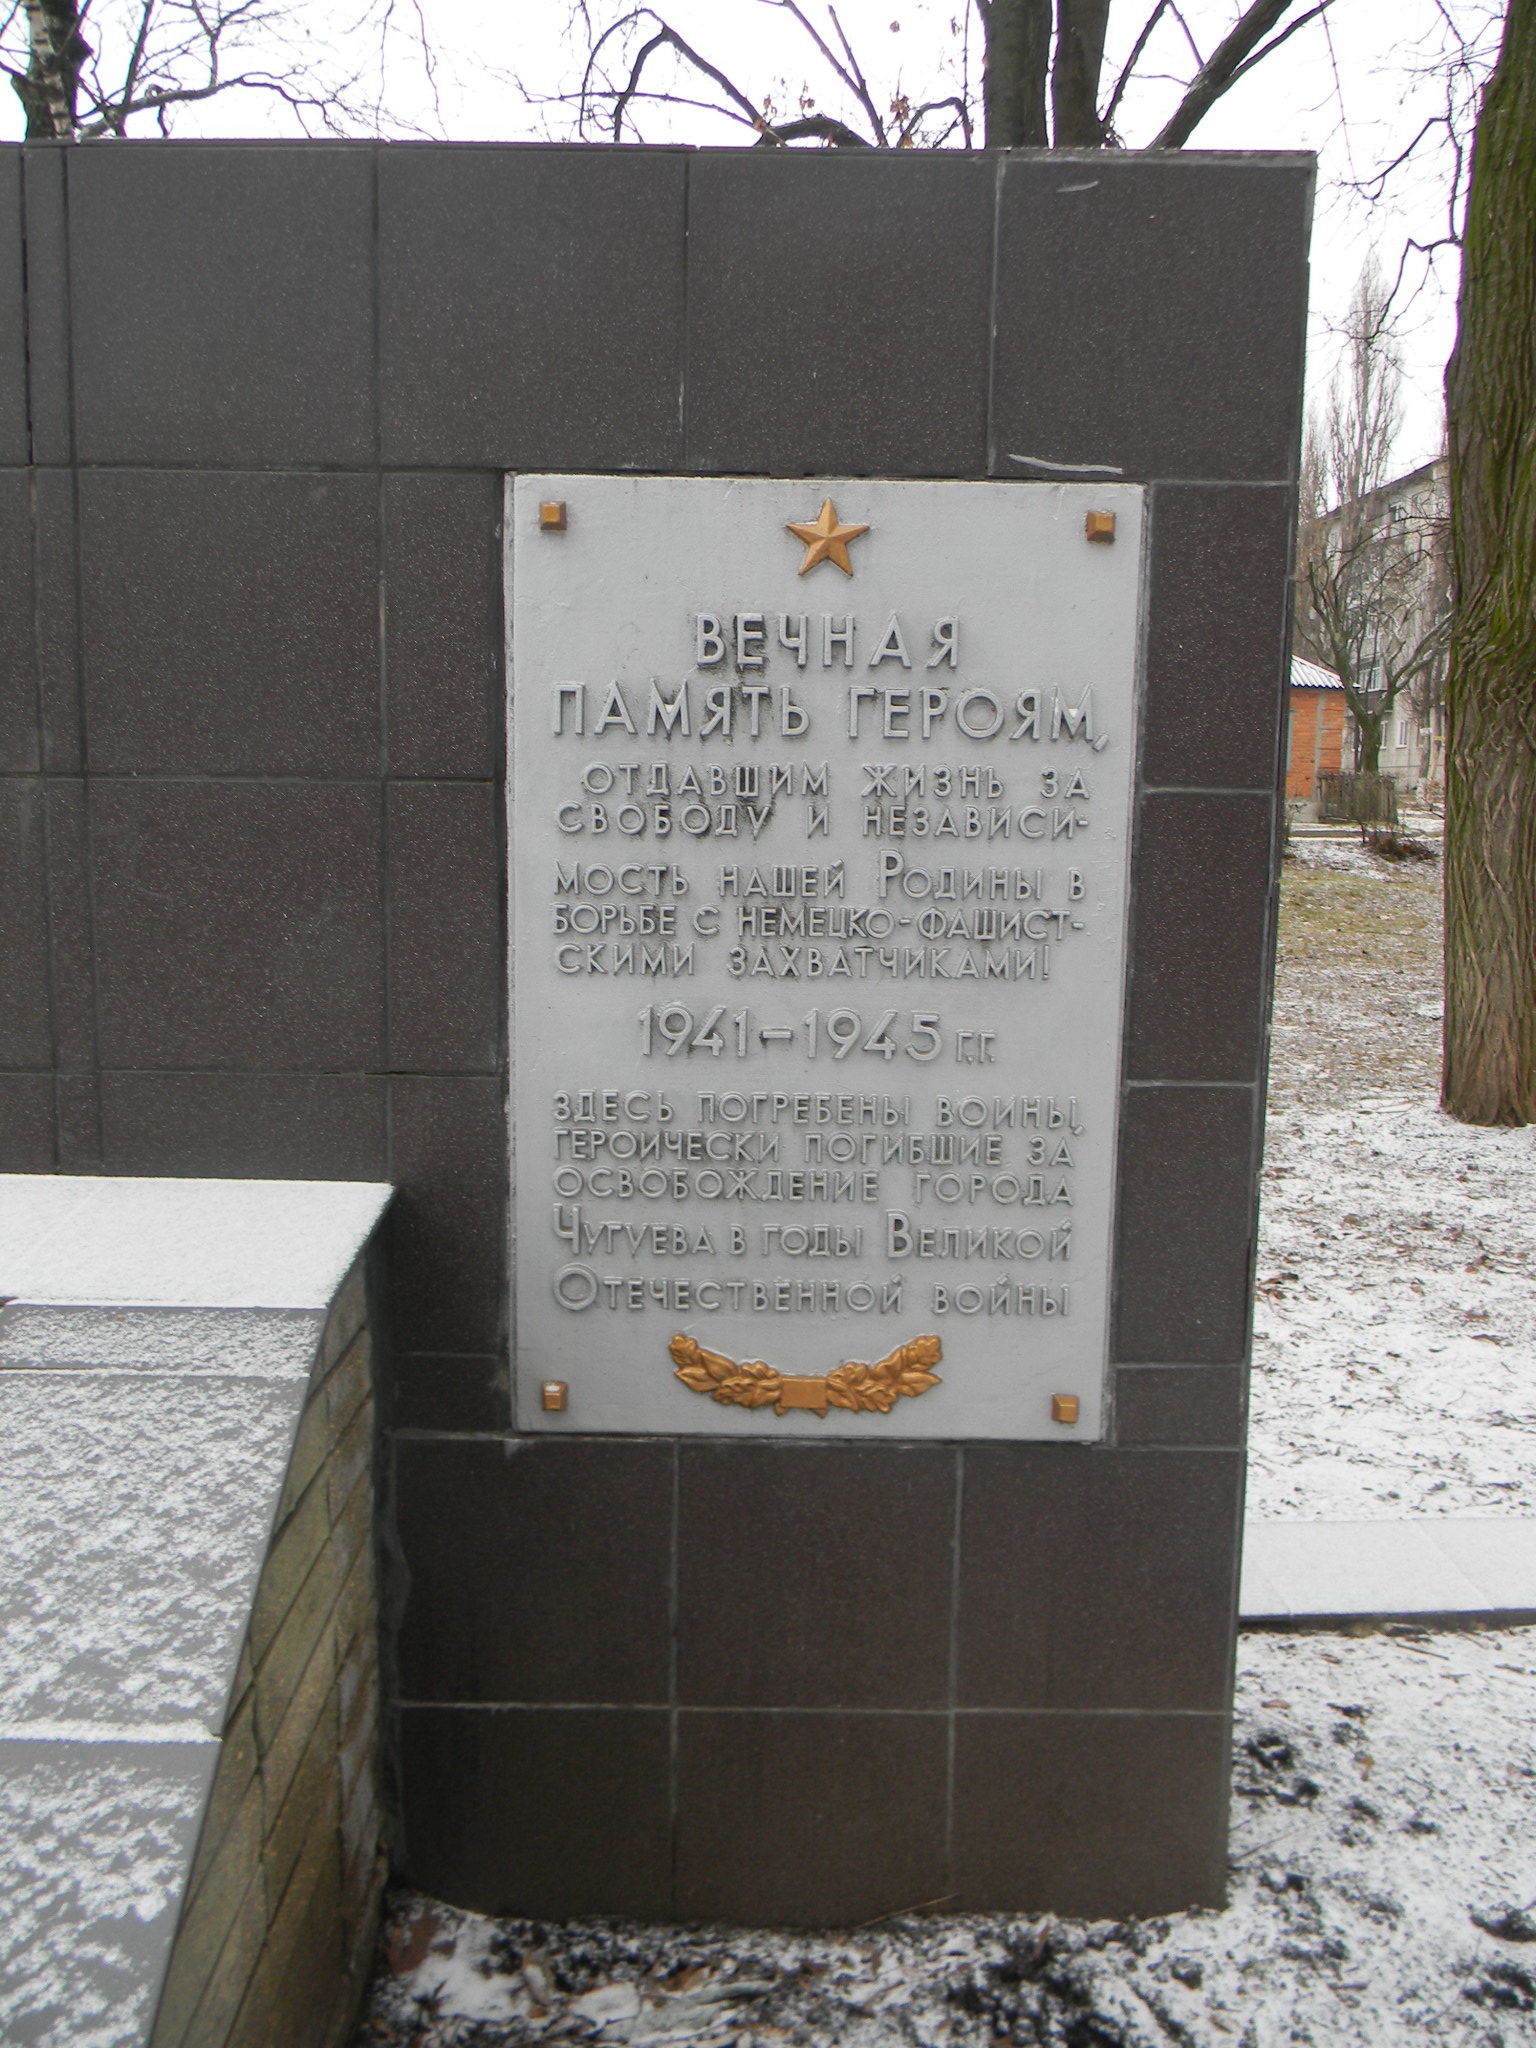 ВЕЧНАЯ
ПАМЯТЬ ГЕРОЯМ,
ОТДАВШИМ ЖИЗНЬ ЗА
СВОБОДУ И НЕЗАВИСИ-
МОСТЬ НАШЕЙ РОДИНЫ В
БОРЬБЕ С НЕМЕЦКО-ФАШИСТ-
СКИМИ ЗАХВАТЧИКАМИ!
1941-1945 г.г.
ЗДЕСЬ ПОГРЕБЕНЫ ВОИНЫ,
ГЕРОИЧЕСКИ ПОГИБШИЕ ЗА
ОСВОБОЖДЕНИЕ ГОРОДА
ЧУГУЕВА В ГОДЫ ВЕЛИКОЙ
ОТЕЧЕСТВЕННОЙ ВОЙНЫ